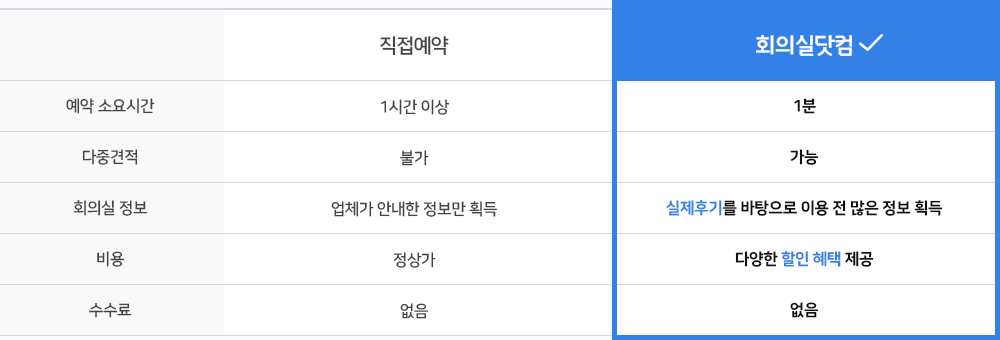 직접예약 회의실닷컴
예약 소요시간 1시간 이상 1분
다중견적 불가 가능
회의실 정보 업체가 안내한 정보만 획득 실제후기를 바탕으로 이용 전 많은 정보 획득
비용 정상가 다양한 할인 혜택 제공
수수료 없음 없음